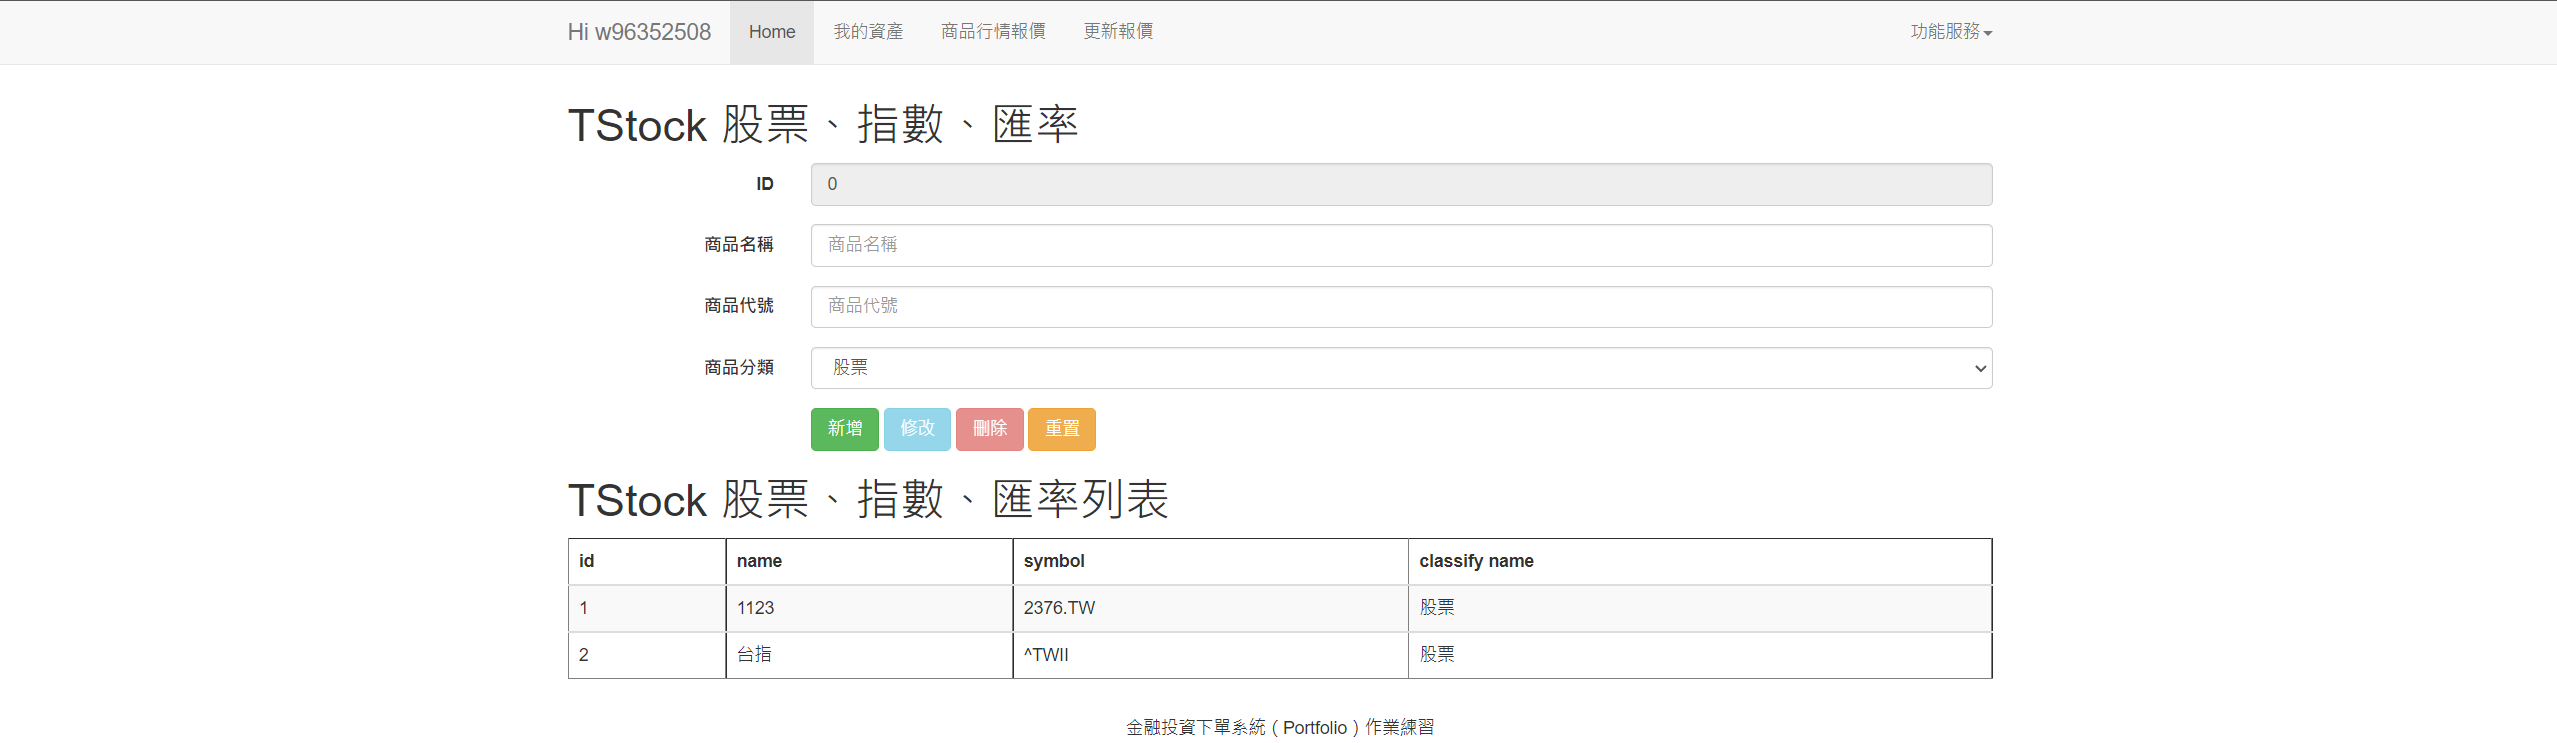 Hi w96352508 Home 我的資產 商品行情報價 更新報價 功能服務
TStock 股票、指數、匯率
ID 0
商品名稱 商品名稱
商品代號 商品代號
商品分類 股票
新增 修改 刪除 重置
TStock 股票、指數、匯率列表
id name symbol classify name
1 1123 2376.TW 股票
2 台指 ^TWII 股票
金融投資下單系統 ( Portfolio ) 作業練習